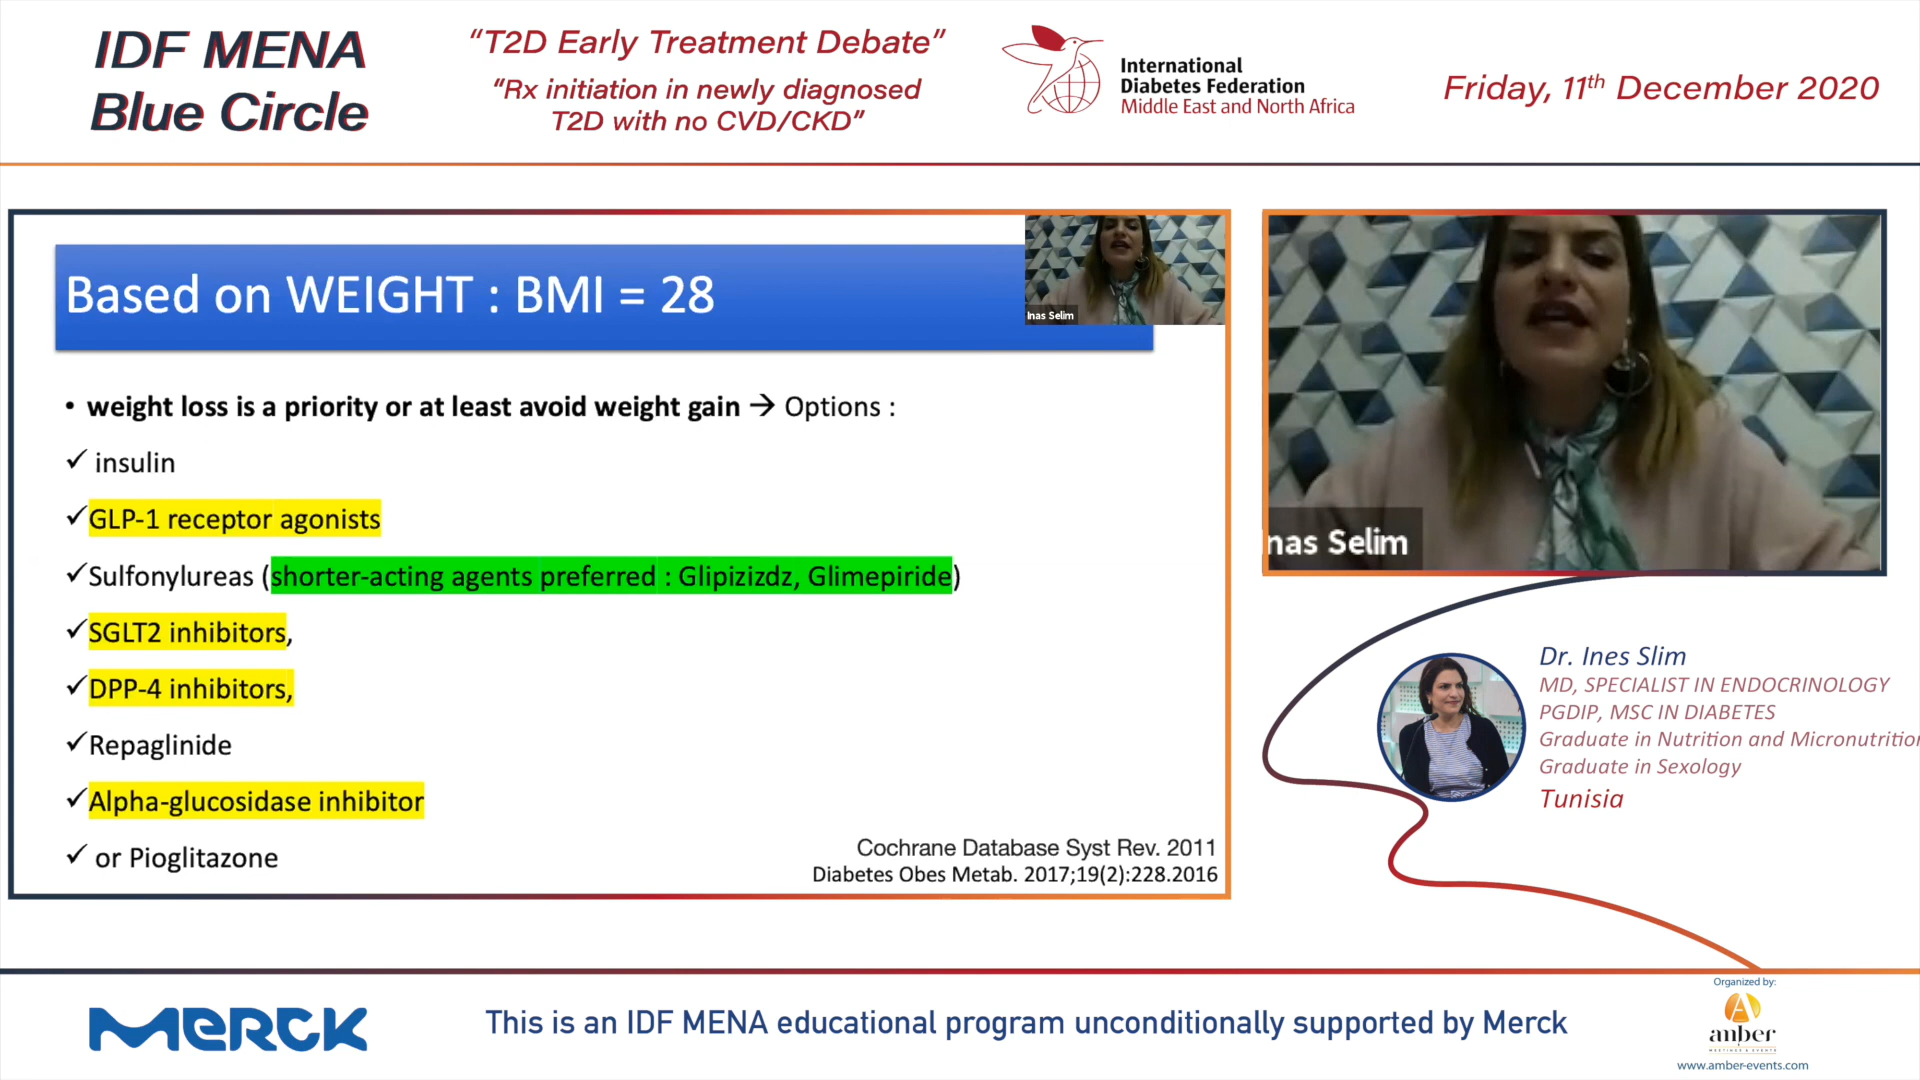 IDF MENA
Blue Circle
“T2D Early Treatment Debate”
“Rx initiation in newly diagnosed
T2D with no CVD/CKD”
International
Diabetes Federation
Middle East and North Africa
Friday, 11th December 2020
Based on WEIGHT : BMI = 28
Inas Selim
• weight loss is a priority or at least avoid weight gain → Options :
✓ insulin
✓GLP-1 receptor agonists
✓Sulfonylureas (shorter-acting agents preferred : Glipizizdz, Glimepiride)
✓SGLT2 inhibitors,
✓DPP-4 inhibitors,
✓Repaglinide
✓Alpha-glucosidase inhibitor
✓ or Pioglitazone
Cochrane Database Syst Rev. 2011
Diabetes Obes Metab. 2017;19(2):228.2016
nas Selim
Dr. Ines Slim
MD, SPECIALIST IN ENDOCRINOLOGY
PGDIP, MSC IN DIABETES
Graduate in Nutrition and Micronutrition
Graduate in Sexology
Tunisia
MERCK
This is an IDF MENA educational program unconditionally supported by Merck
Organized by:
amber
MEETINGS & EVENTS
www.amber-events.com